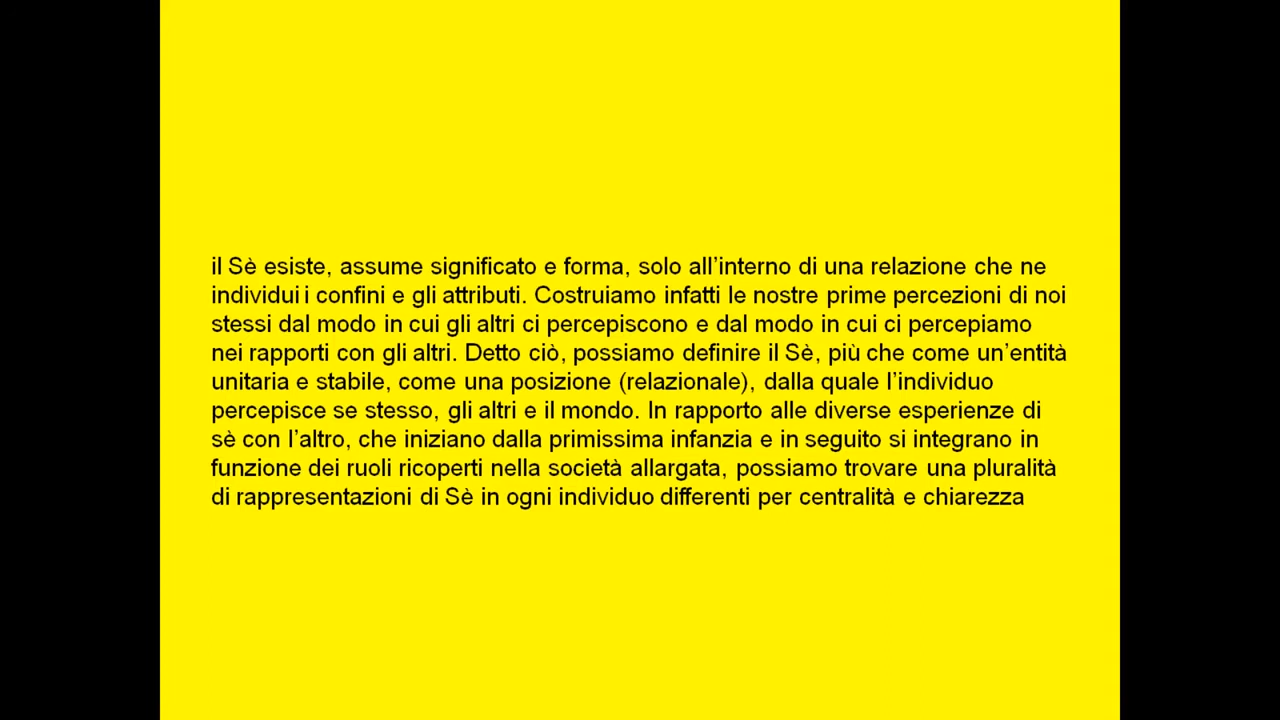 il Sè esiste, assume significato e forma, solo all’interno di una relazione che ne
individui i confini e gli attributi. Costruiamo infatti le nostre prime percezioni di noi
stessi dal modo in cui gli altri ci percepiscono e dal modo in cui ci percepiamo
nei rapporti con gli altri. Detto ciò, possiamo definire il Sè, più che come un’entità
unitaria e stabile, come una posizione (relazionale), dalla quale l’individuo
percepisce se stesso, gli altri e il mondo. In rapporto alle diverse esperienze di
sè con l’altro, che iniziano dalla primissima infanzia e in seguito si integrano in
funzione dei ruoli ricoperti nella società allargata, possiamo trovare una pluralità
di rappresentazioni di Sè in ogni individuo differenti per centralità e chiarezza